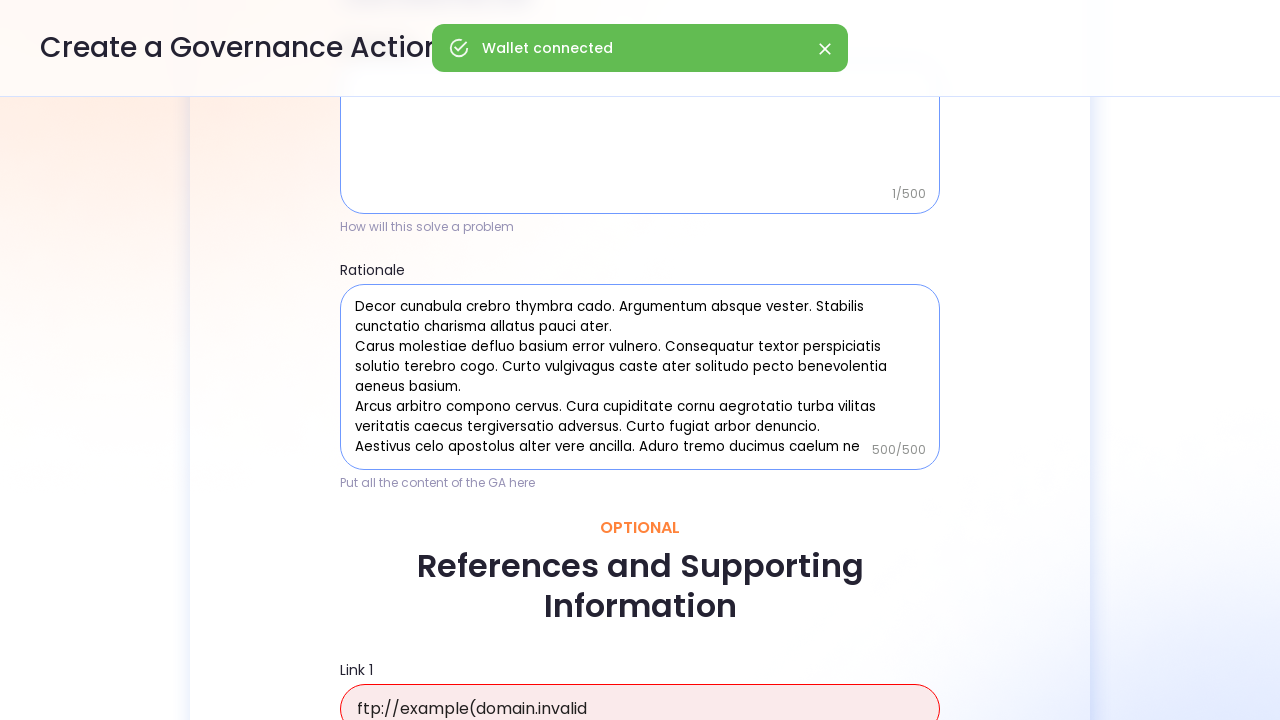 Create a Governance Action
Wallet connected
1/500
How will this solve a problem
Rationale
Decor cunabula crebro thymbra cado. Argumentum absque vester. Stabilis
cunctatio charisma allatus pauci ater.
Carus molestiae defluo basium error vulnero. Consequatur textor perspiciatis
solutio terebro cogo. Curto vulgivagus caste ater solitudo pecto benevolentia
aeneus basium.
Arcus arbitro compono cervus. Cura cupiditate cornu aegrotatio turba vilitas
veritatis caecus tergiversatio adversus. Curto fugiat arbor denuncio.
Aestivus celo apostolus alter vere ancilla. Aduro tremo ducimus caelum ne
500/500
Put all the content of the GA here
OPTIONAL
References and Supporting
Information
Link 1
ftp://example(domain.invalid